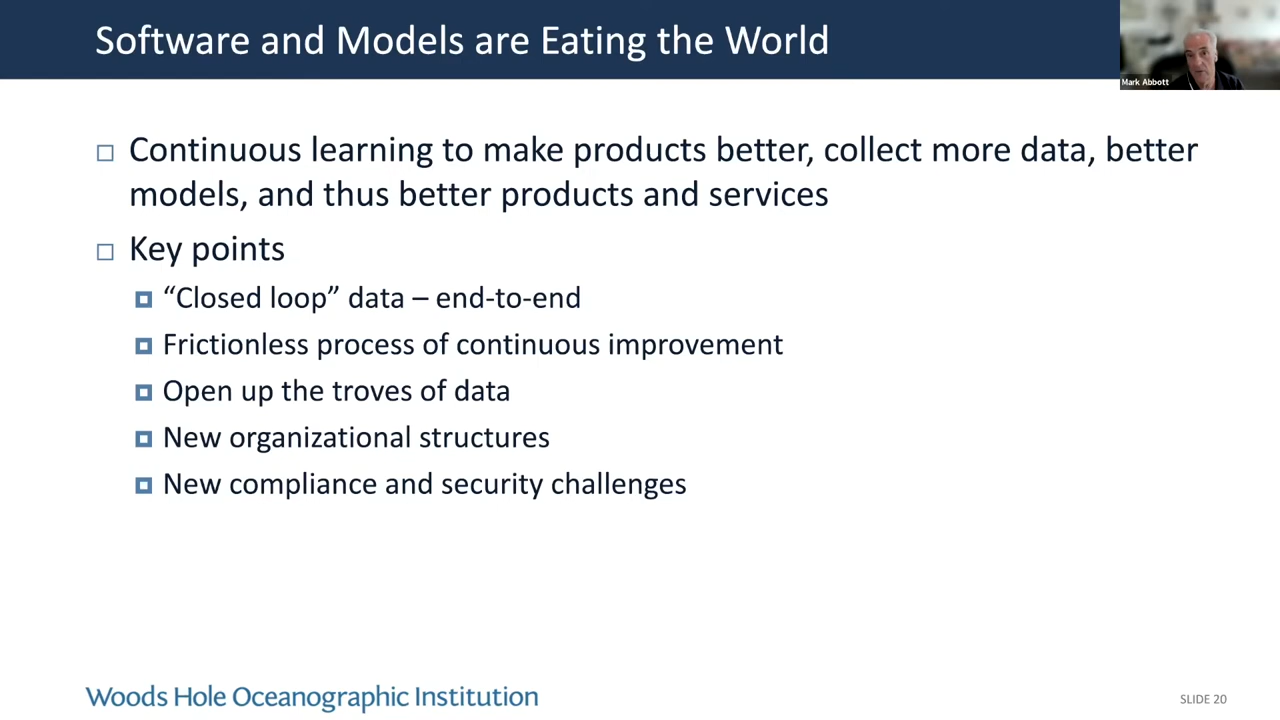 Software and Models are Eating the World
Mark Abbott
Continuous learning to make products better, collect more data, better
models, and thus better products and services
Key points
“Closed loop” data – end-to-end
Frictionless process of continuous improvement
Open up the troves of data
New organizational structures
New compliance and security challenges
Woods Hole Oceanographic Institution
SLIDE 20